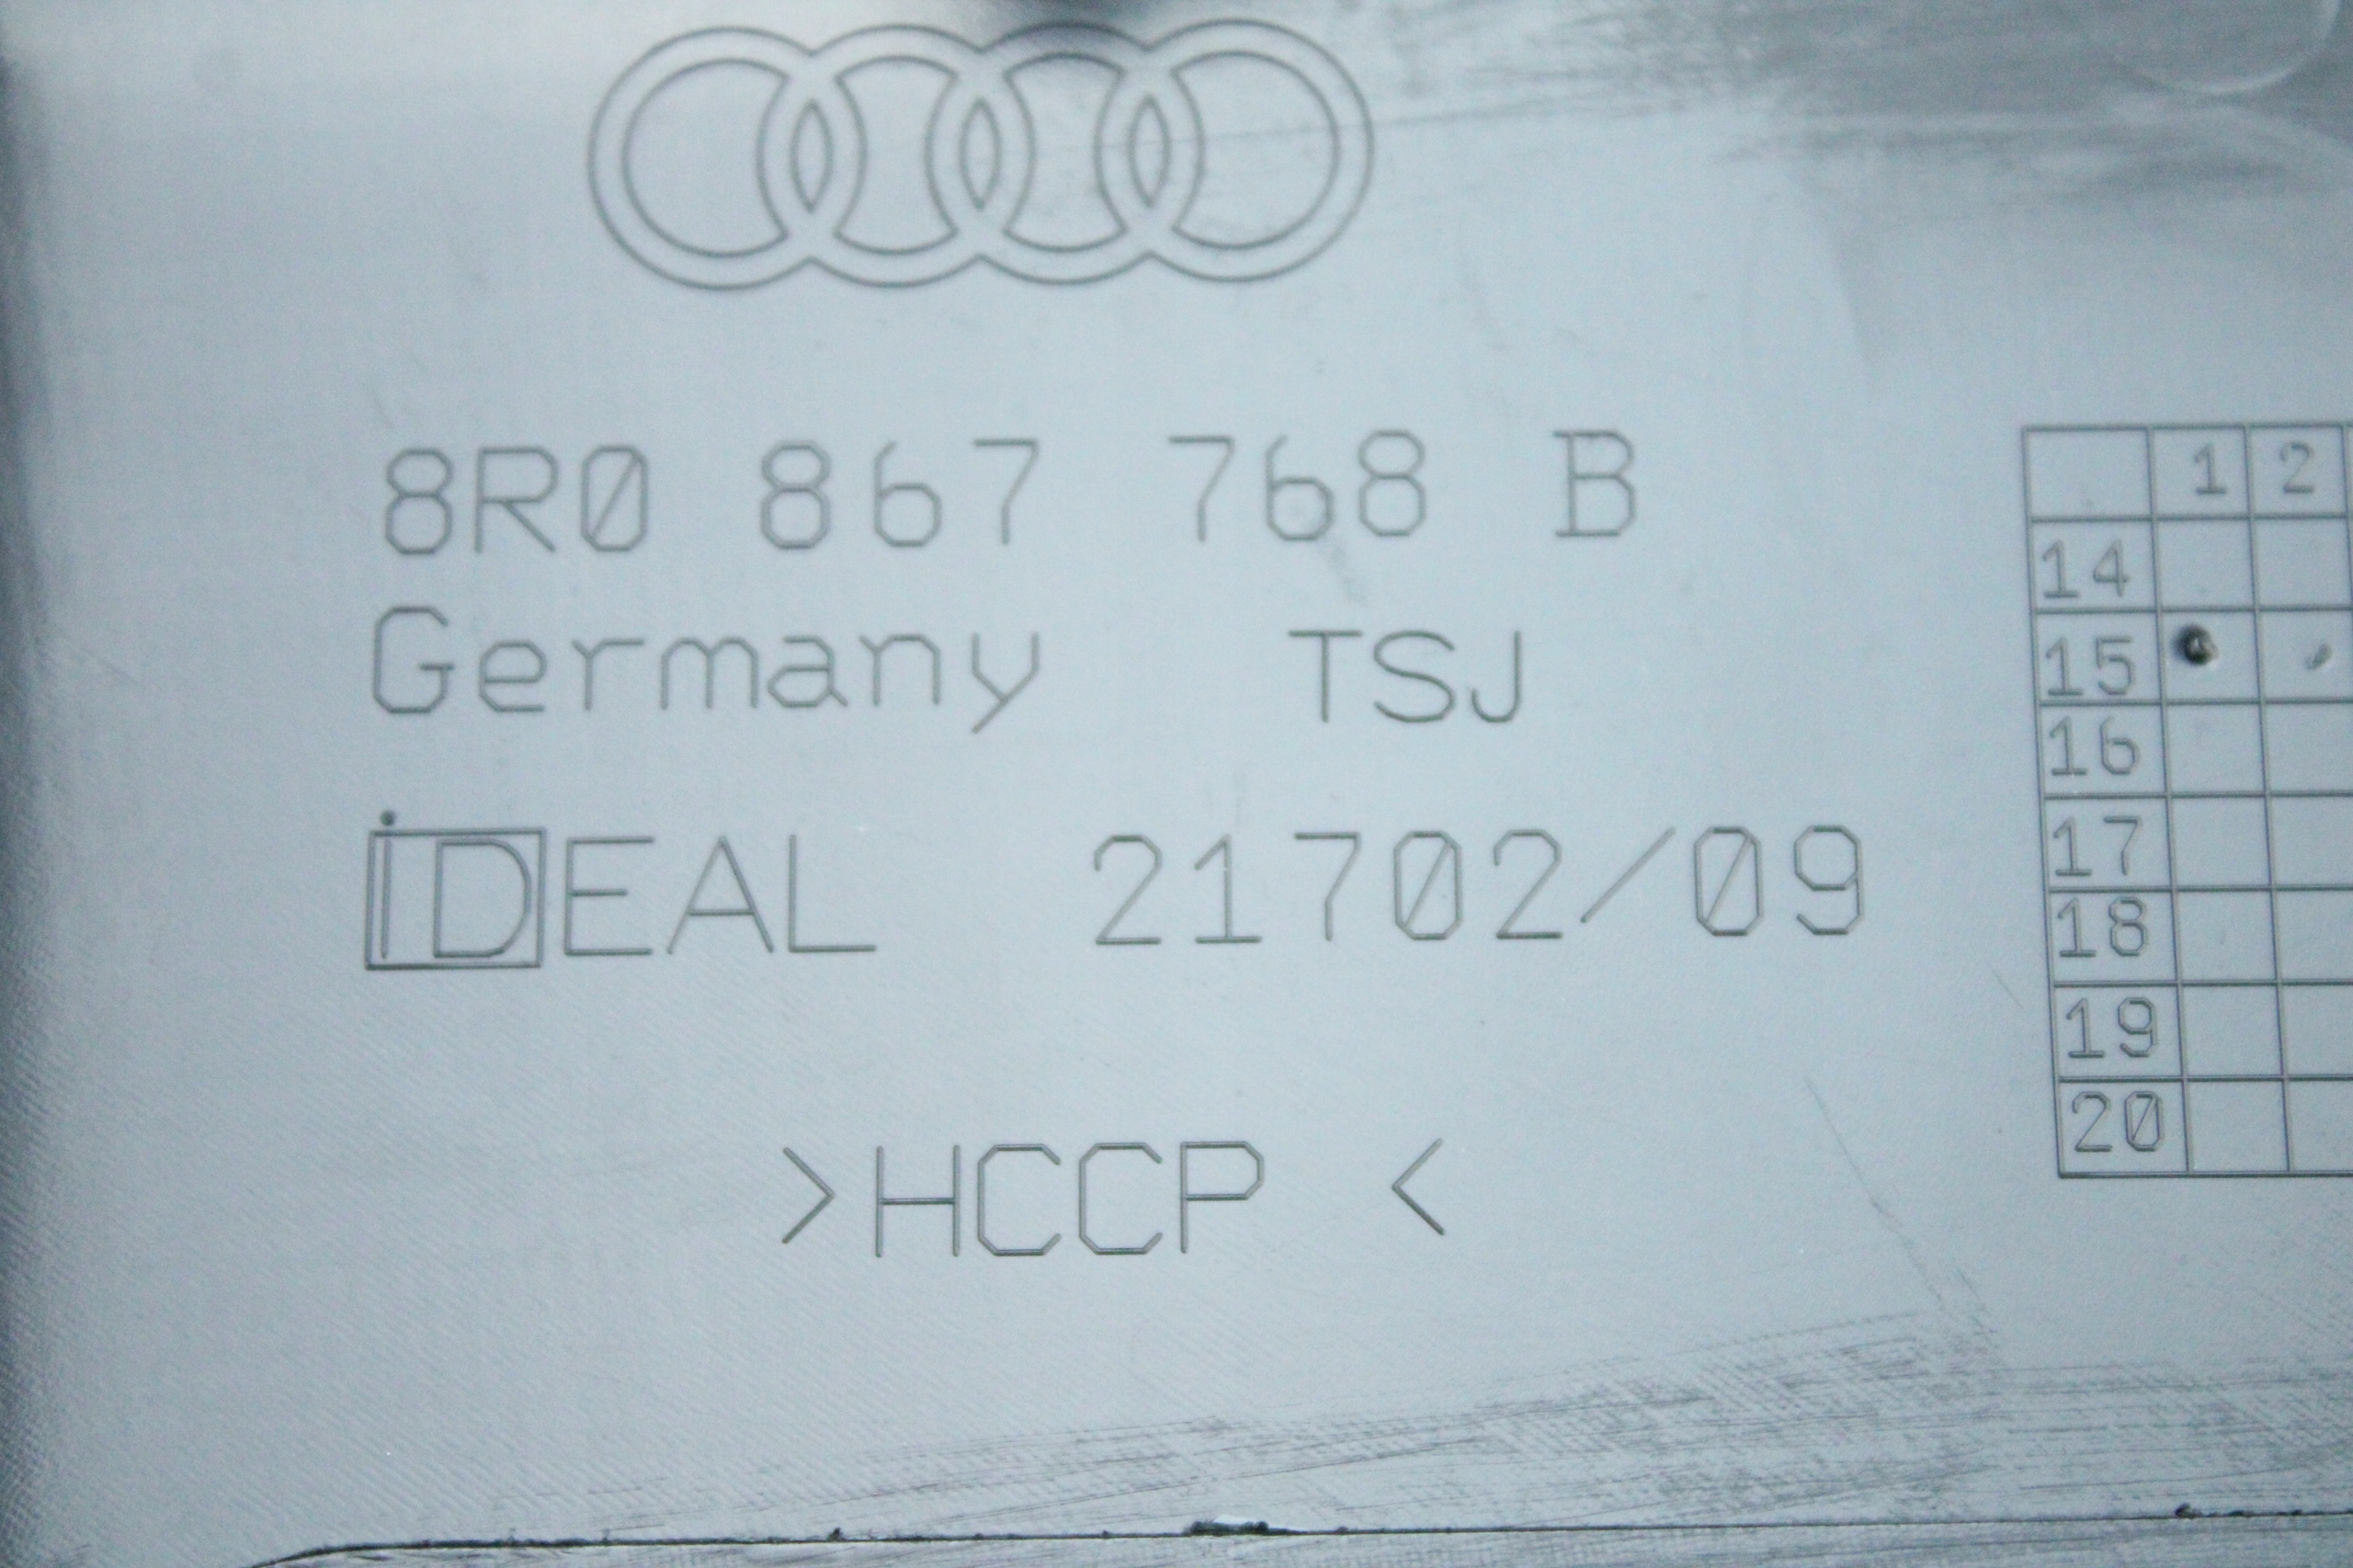 8R0 867 768 B
Germany TSJ
iDEAL 21702/09
>HCCP <
1 2
14
15
16
17
18
19
20